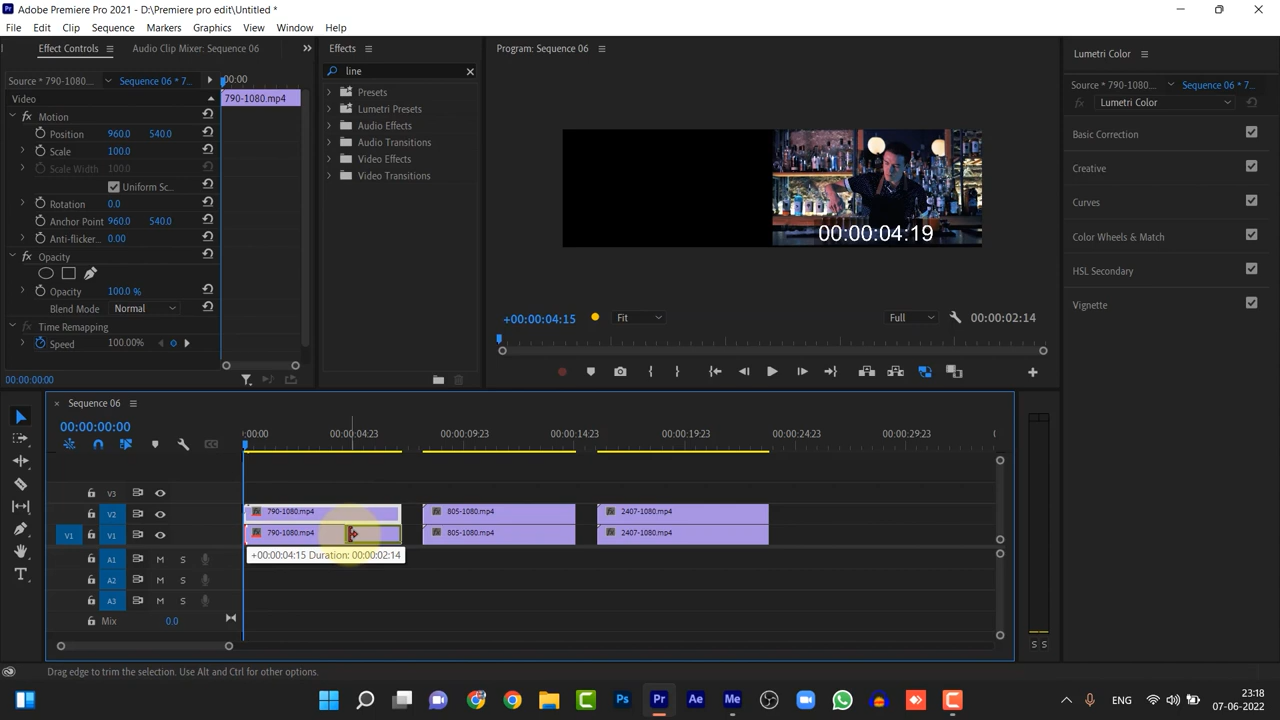 Adobe Premiere Pro 2021 - D:\Premiere pro edit\Untitled *
File Edit Clip Sequence Markers Graphics View Window Help
Effect Controls
Audio Clip Mixer: Sequence 06
Effects
Program: Sequence 06
Lumetri Color
Source * 790-1080....
Sequence 06 * 7...
:00:00
Video
790-1080.mp4
Motion
Position 960.0 540.0
Scale 100.0
Scale Width 100.0
Uniform Sc...
Rotation 0.0
Anchor Point 960.0 540.0
Anti-flicker... 0.00
Opacity
Opacity 100.0 %
Blend Mode Normal
Time Remapping
Speed 100.00%
00:00:00:00
line
Presets
Lumetri Presets
Audio Effects
Audio Transitions
Video Effects
Video Transitions
00:00:04:19
+00:00:04:15
Fit
Full
00:00:02:14
Source * 790-1080...
Sequence 06 * 7...
fx Lumetri Color
Basic Correction
Creative
Curves
Color Wheels & Match
HSL Secondary
Vignette
Sequence 06
00:00:00:00
:00:00 00:00:04:23 00:00:09:23 00:00:14:23 00:00:19:23 00:00:24:23 00:00:29:23
V3
V2 790-1080.mp4 805-1080.mp4 2407-1080.mp4
V1 V1 790-1080.mp4 805-1080.mp4 2407-1080.mp4
+00:00:04:15 Duration: 00:00:02:14
A1 M S
A2 M S
A3 M S
Mix 0.0
S S
Drag edge to trim the selection. Use Alt and Ctrl for other options.
Ps Pr Ae Me
ENG
23:18
07-06-2022